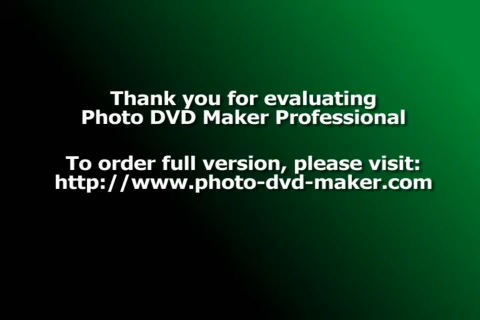 Thank you for evaluating
Photo DVD Maker Professional
To order full version, please visit:
http://www.photo-dvd-maker.com